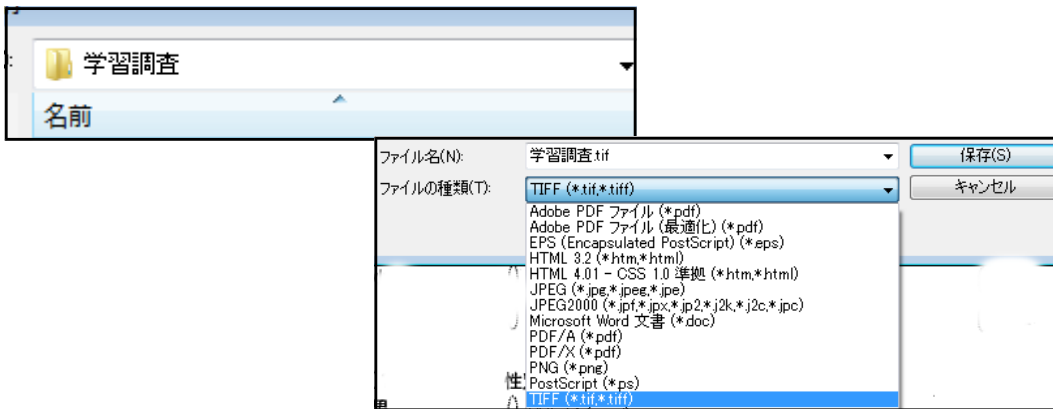 学習調査
名前
ファイル名(N):
学習調査.tif
保存(S)
ファイルの種類(T):
TIFF (*.tif,*.tiff)
キャンセル
Adobe PDF ファイル (*.pdf)
Adobe PDF ファイル (最適化) (*.pdf)
EPS (Encapsulated PostScript) (*.eps)
HTML 3.2 (*.htm,*.html)
HTML 4.01 - CSS 1.0 準拠 (*.htm,*.html)
JPEG (*.jpg,*.jpeg,*.jpe)
JPEG2000 (*.jpf,*.jpx,*.jp2,*.j2k,*.j2c,*.jpc)
Microsoft Word 文書 (*.doc)
PDF/A (*.pdf)
PDF/X (*.pdf)
PNG (*.png)
性
PostScript (*.ps)
TIFF (*.tif,*.tiff)